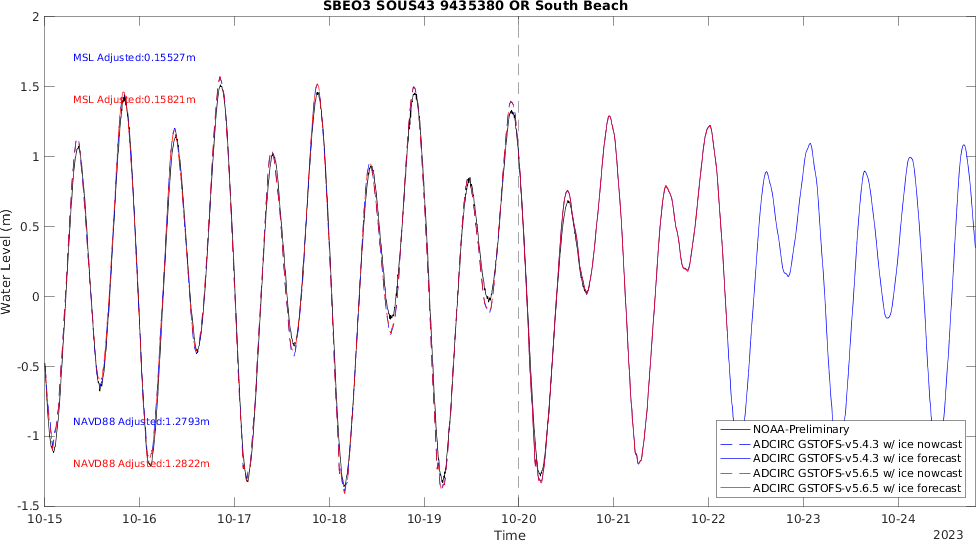 SBEO3 SOUS43 9435380 OR South Beach
2
1.5
1
0.5
0
-0.5
-1
-1.5
Water Level (m)
MSL Adjusted:0.15527m
MSL Adjusted:0.15821m
NAVD88 Adjusted:1.2793m
NAVD88 Adjusted:1.2822m
NOAA-Preliminary
ADCIRC GSTOFS-v5.4.3 w/ ice nowcast
ADCIRC GSTOFS-v5.4.3 w/ ice forecast
ADCIRC GSTOFS-v5.6.5 w/ ice nowcast
ADCIRC GSTOFS-v5.6.5 w/ ice forecast
10-15 10-16 10-17 10-18 10-19 10-20 10-21 10-22 10-23 10-24
Time
2023